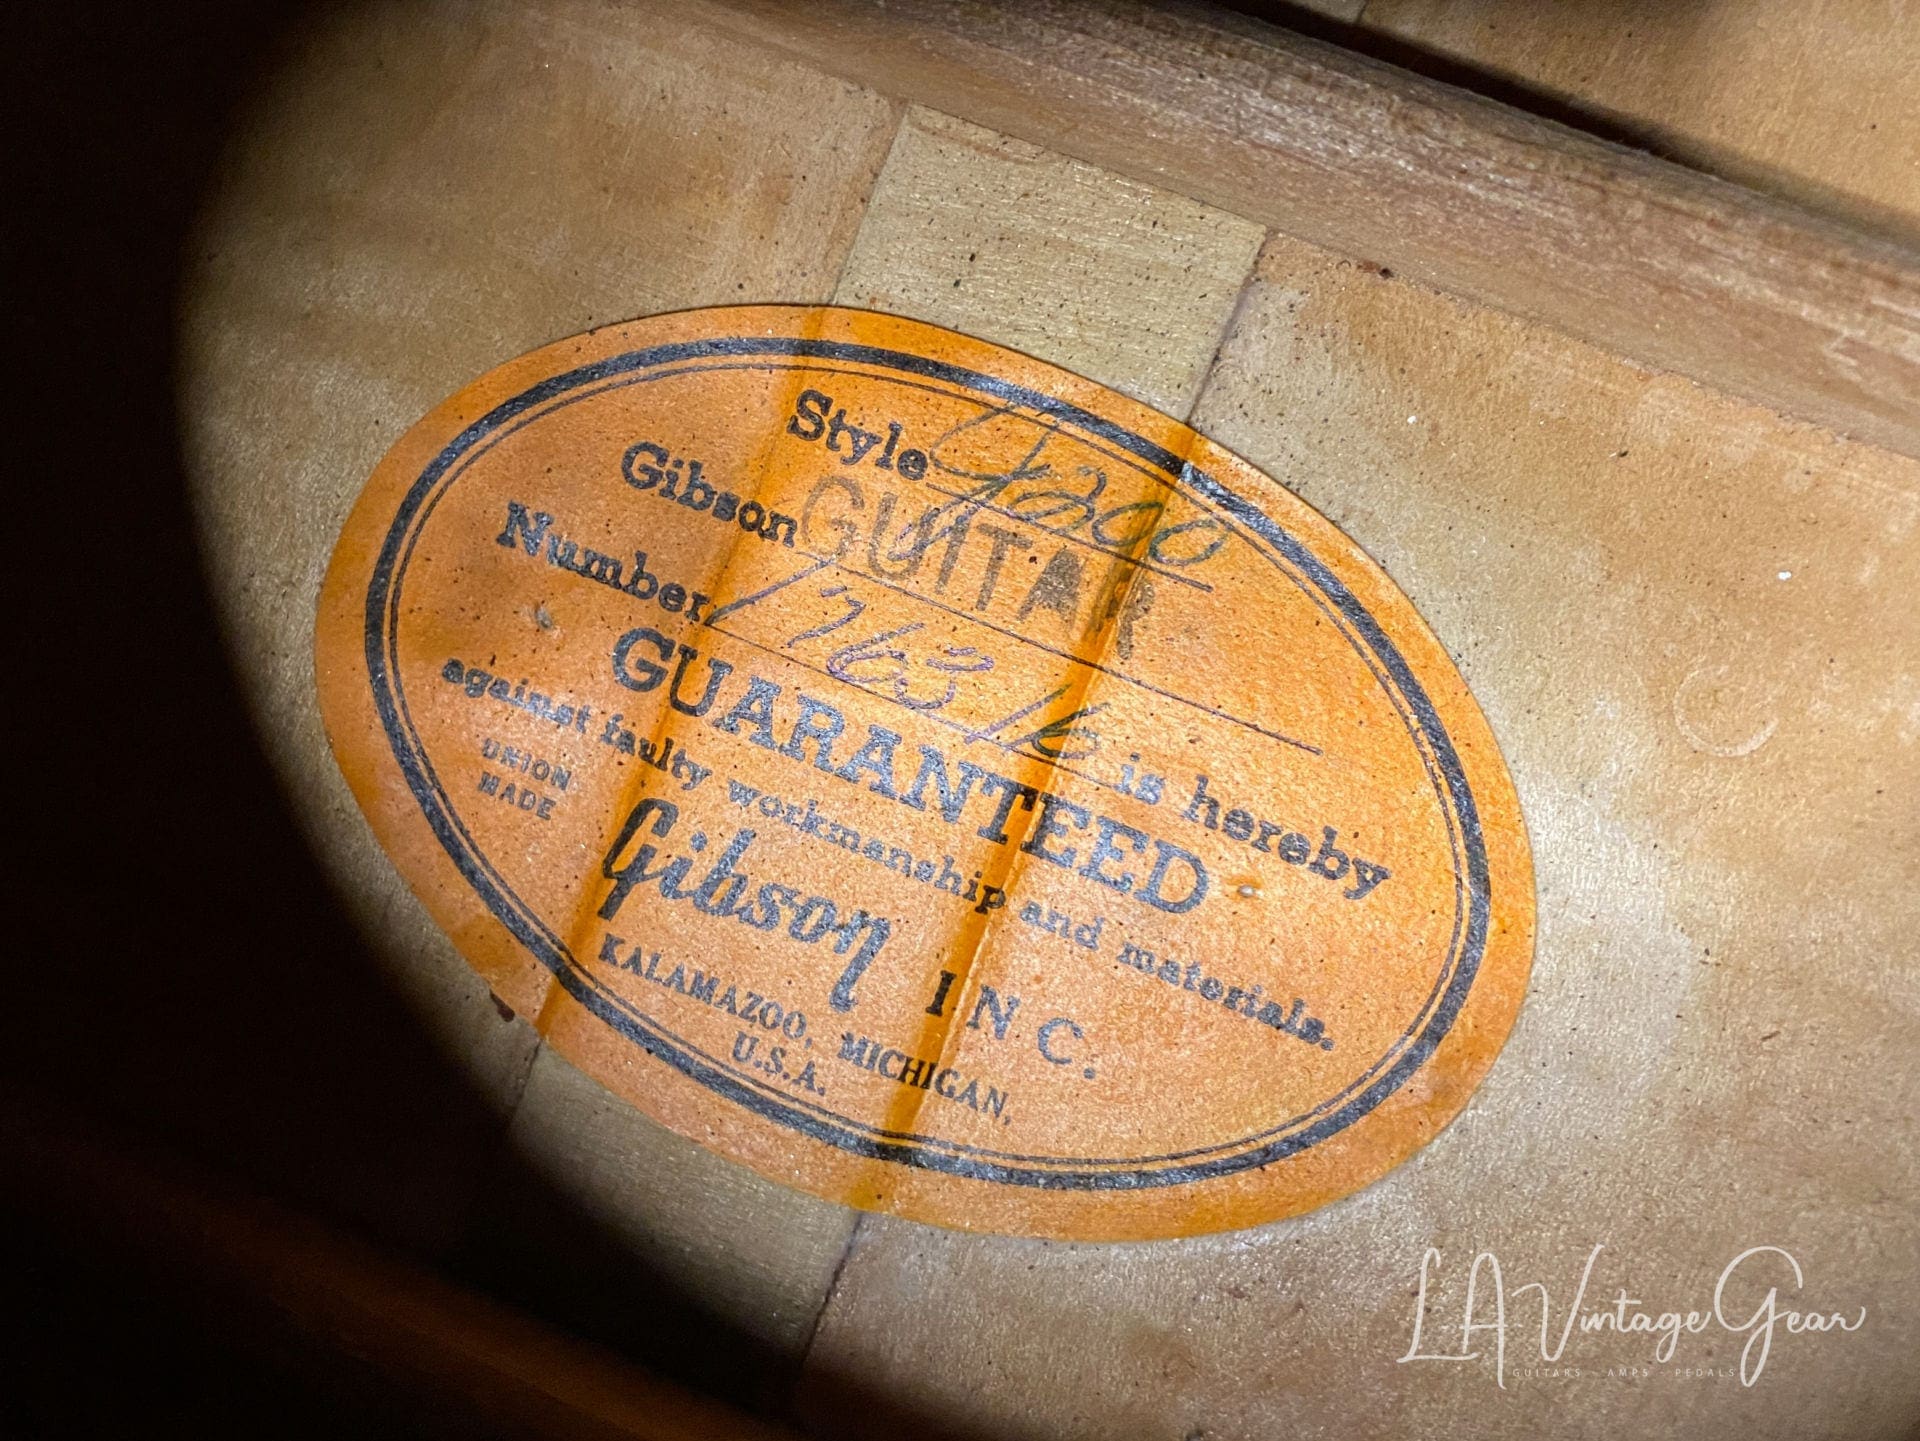 Style J200
Gibson GUITAR
Number 176316 is hereby
GUARANTEED
against faulty workmanship and materials.
UNION
MADE
Gibson INC.
KALAMAZOO, MICHIGAN,
U.S.A.
LA Vintage Gear
GUITARS - AMPS - PEDALS